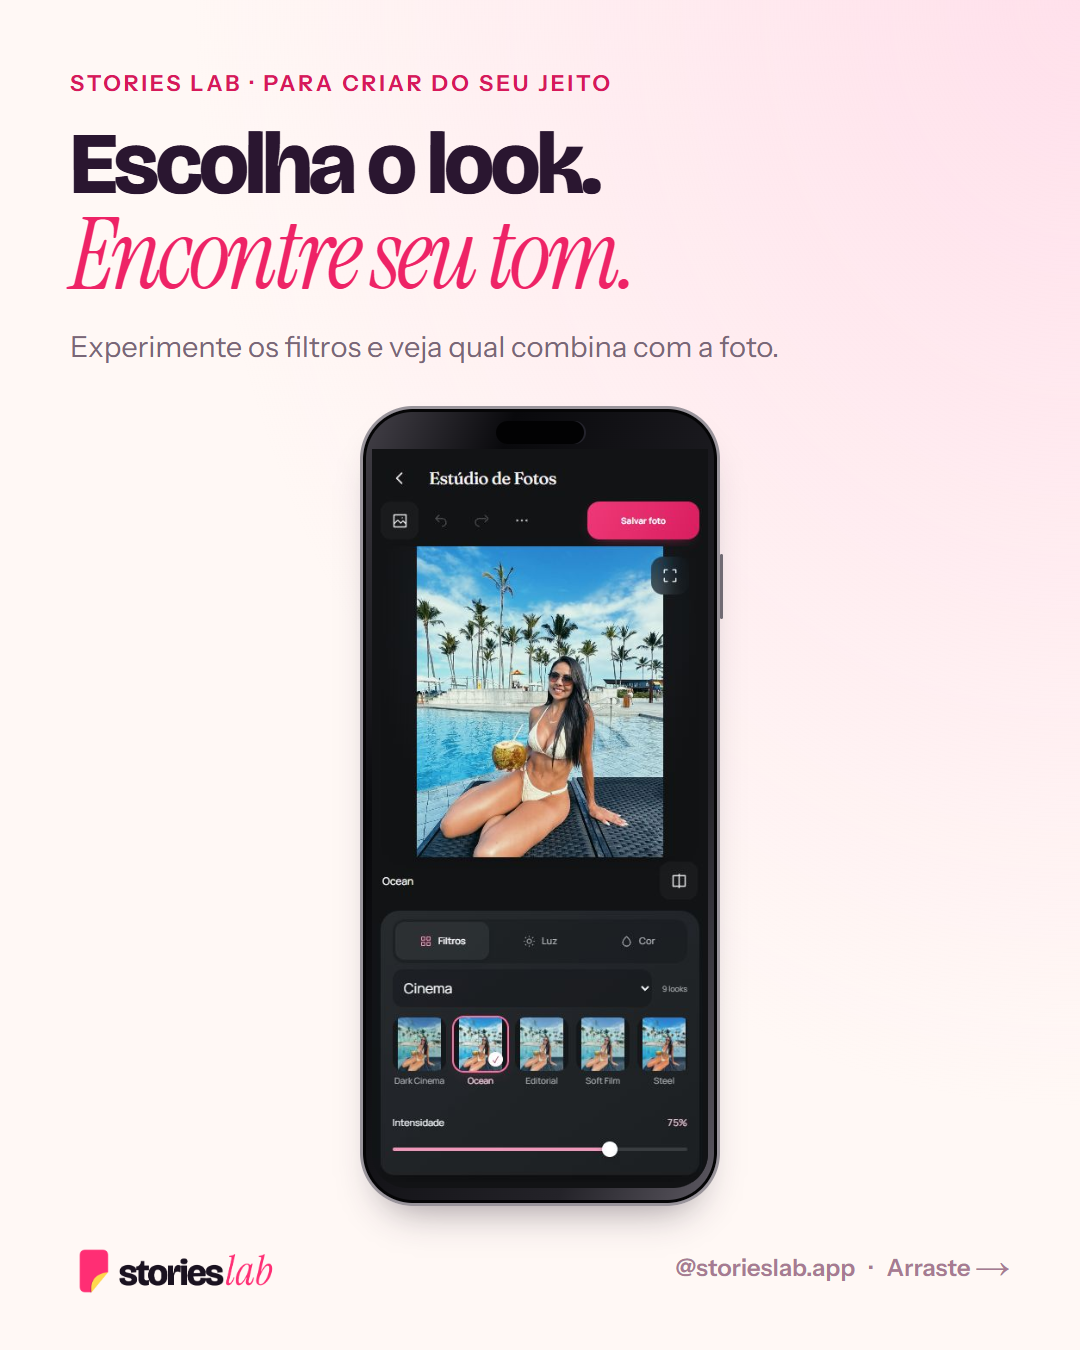 STORIES LAB · PARA CRIAR DO SEU JEITO
Escolha o look.
Encontre seu tom.
Experimente os filtros e veja qual combina com a foto.
Estúdio de Fotos
Salvar foto
Ocean
Filtros Luz Cor
Cinema 9 looks
Dark Cinema Ocean Editorial Soft Film Steel
Intensidade 75%
storieslab
@storieslab.app · Arraste →